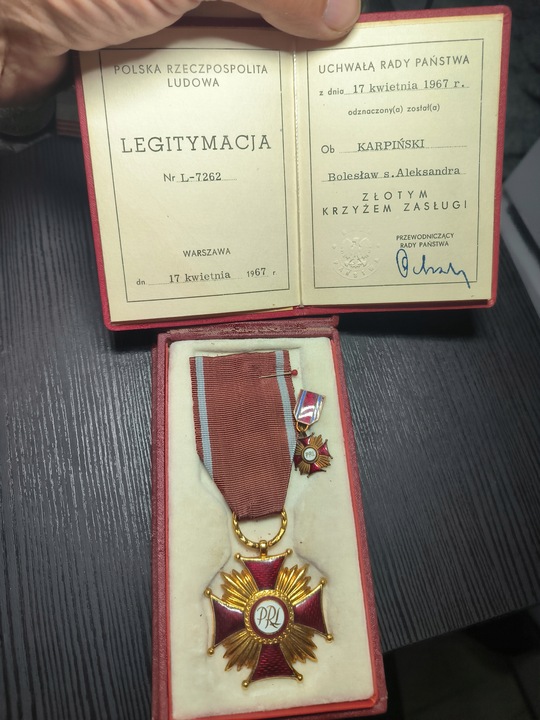 POLSKA RZECZPOSPOLITA
LUDOWA
LEGITYMACJA
Nr L-7262
WARSZAWA
dn. 17 kwietnia 1967 r.
UCHWAŁĄ RADY PAŃSTWA
z dnia 17 kwietnia 1967 r.
odznaczony(a) został(a)
Ob KARPIŃSKI
Bolesław s.Aleksandra
ZŁOTYM
KRZYŻEM ZASŁUGI
PRZEWODNICZĄCY
RADY PAŃSTWA
PRL
PRL